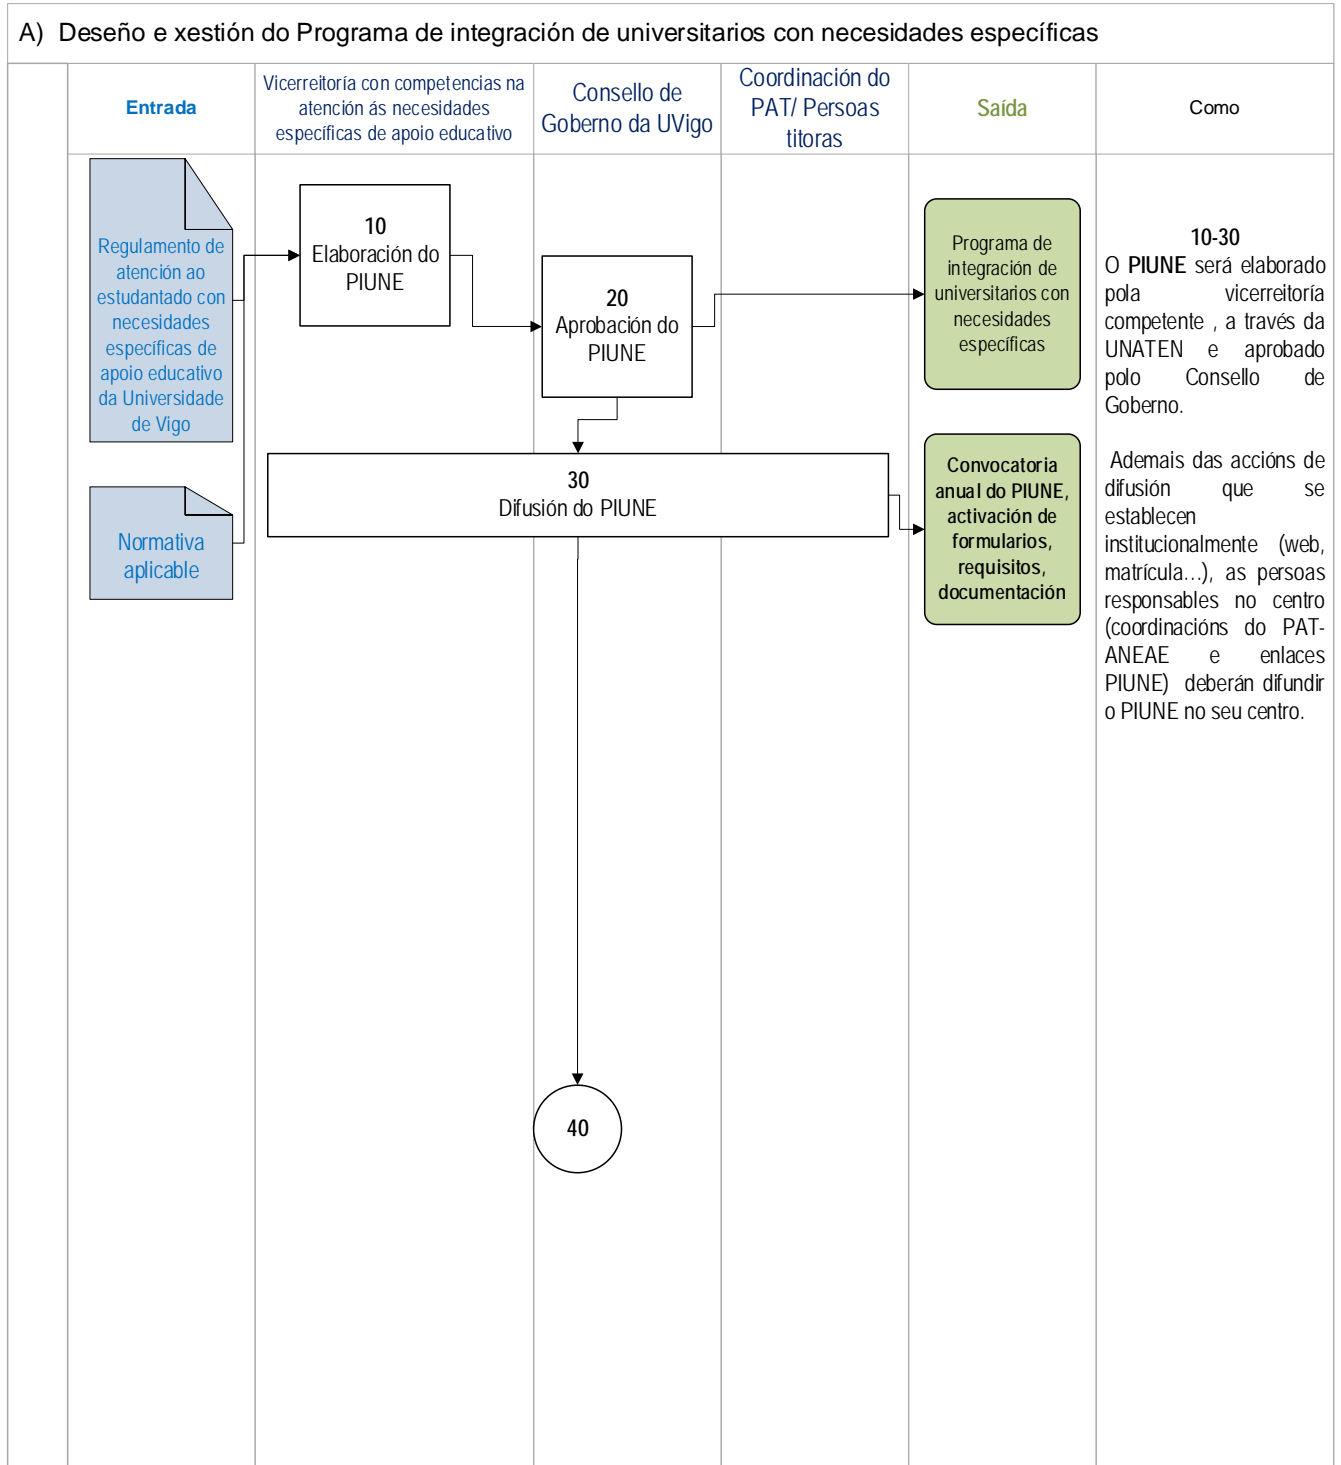 A) Deseño e xestión do Programa de integración de universitarios con necesidades específicas
Entrada
Vicerreitoría con competencias na
atención ás necesidades
específicas de apoio educativo
Consello de
Goberno da UVigo
Coordinación do
PAT/ Persoas
titoras
Saída
Como
Regulamento de
atención ao
estudantado con
necesidades
específicas de
apoio educativo
da Universidade
de Vigo
Normativa
aplicable
10
Elaboración do
PIUNE
20
Aprobación do
PIUNE
30
Difusión do PIUNE
40
Programa de
integración de
universitarios con
necesidades
específicas
Convocatoria
anual do PIUNE,
activación de
formularios,
requisitos,
documentación
10-30
O PIUNE será elaborado
pola vicerreitoría
competente , a través da
UNATEN e aprobado
polo Consello de
Goberno.
Ademais das accións de
difusión que se
establecen
institucionalmente (web,
matrícula...), as persoas
responsables no centro
(coordinacións do PAT-
ANEAE e enlaces
PIUNE) deberán difundir
o PIUNE no seu centro.